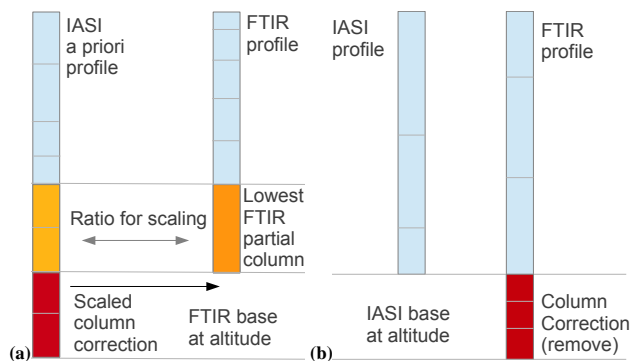 IASI
a priori
profile
FTIR
profile
Ratio for scaling
Lowest
FTIR
partial
column
Scaled
column
correction
FTIR base
at altitude
(a)
IASI
profile
FTIR
profile
IASI base
at altitude
Column
Correction
(remove)
(b)